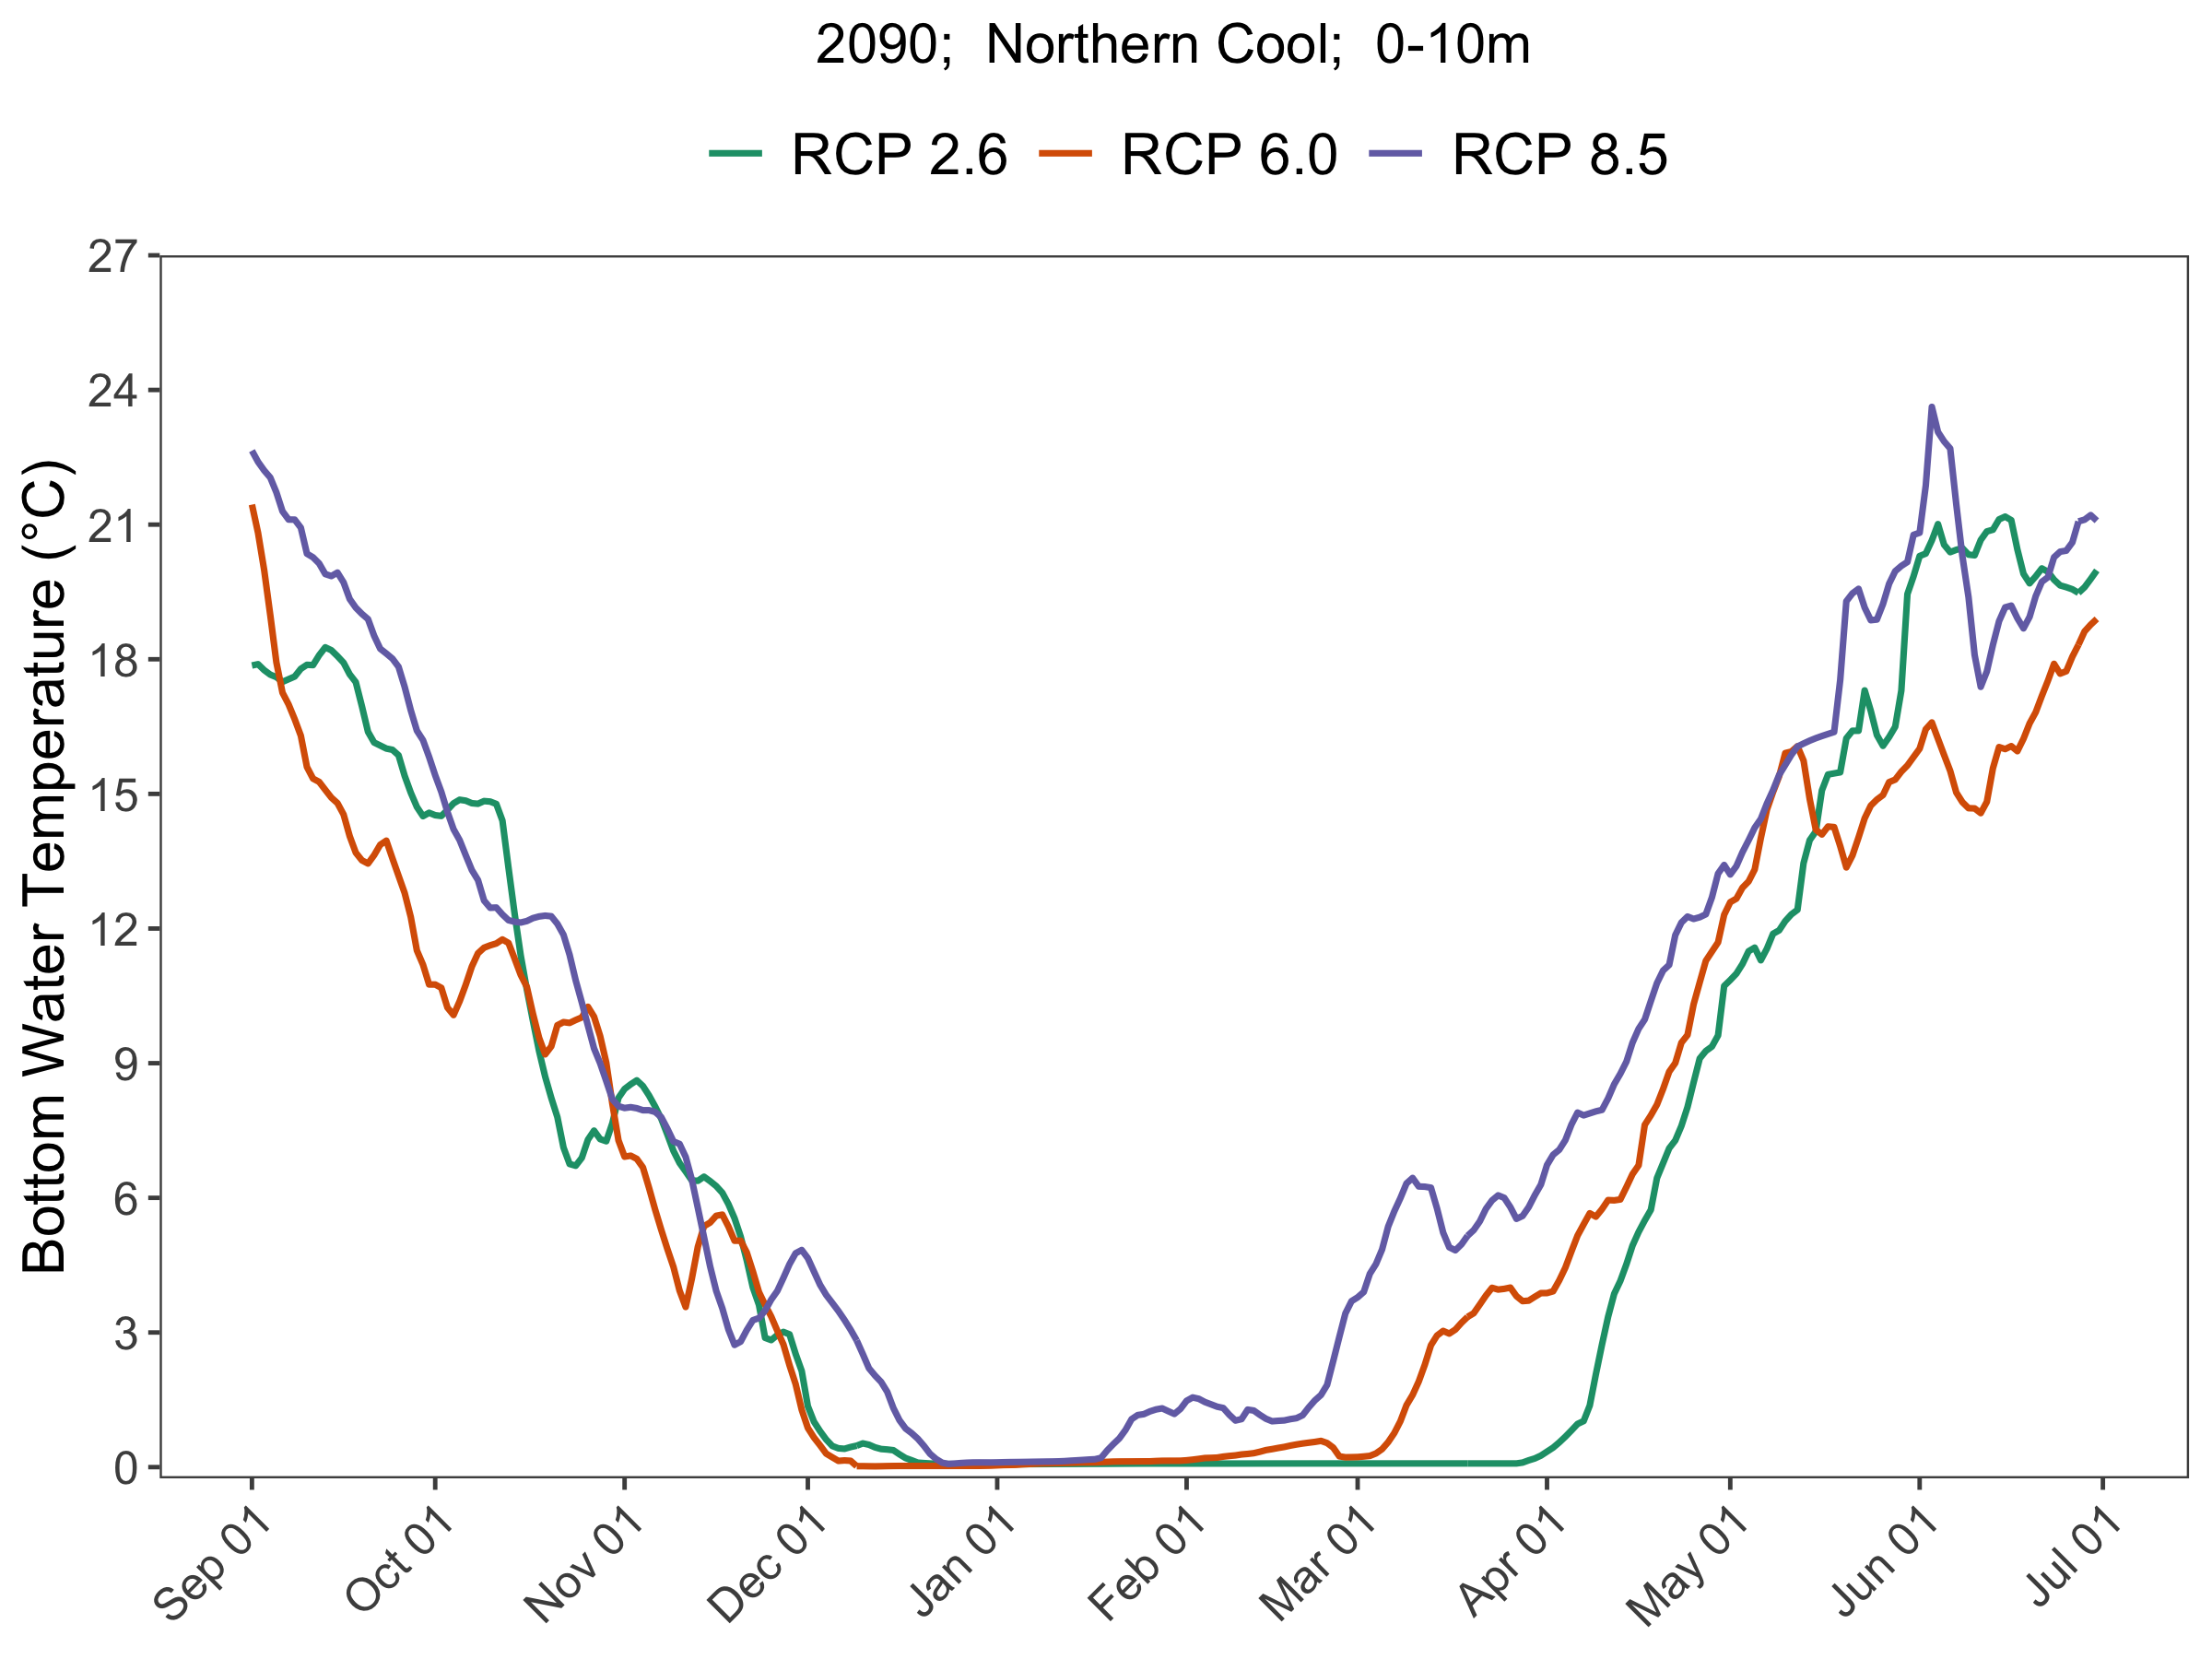 2090;  Northern Cool;  0-10m
RCP 2.6 RCP 6.0 RCP 8.5
Bottom Water Temperature (°C)
27
24
21
18
15
12
9
6
3
0
Sep 01 Oct 01 Nov 01 Dec 01 Jan 01 Feb 01 Mar 01 Apr 01 May 01 Jun 01 Jul 01